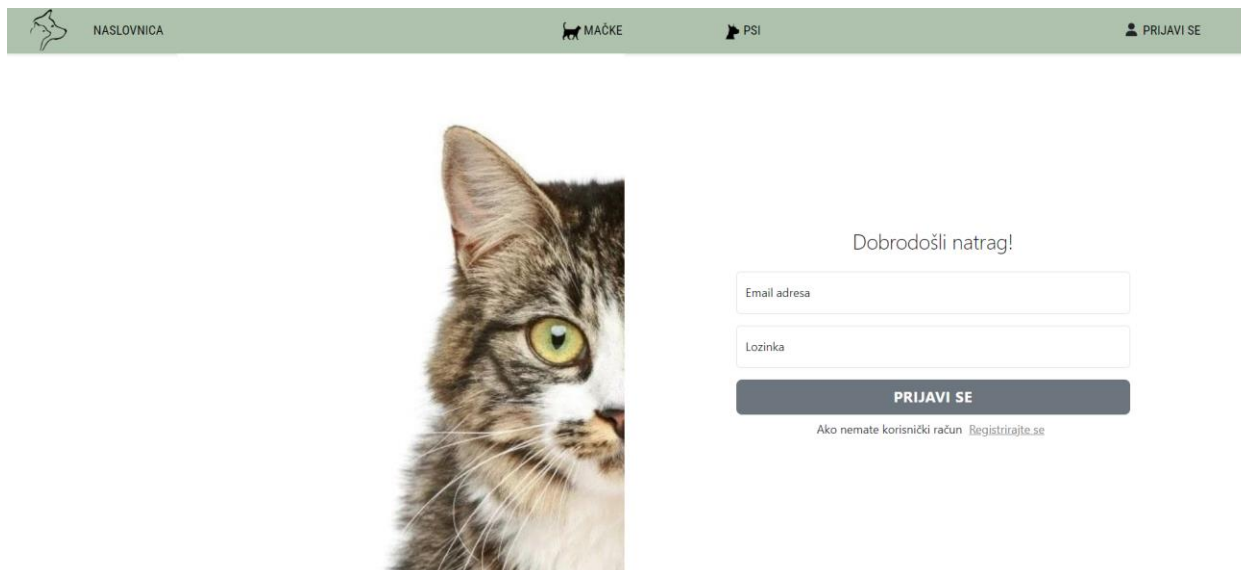 NASLOVNICA
MAČKE
PSI
PRIJAVI SE
Dobrodošli natrag!
Email adresa
Lozinka
PRIJAVI SE
Ako nemate korisnički račun Registrirajte se